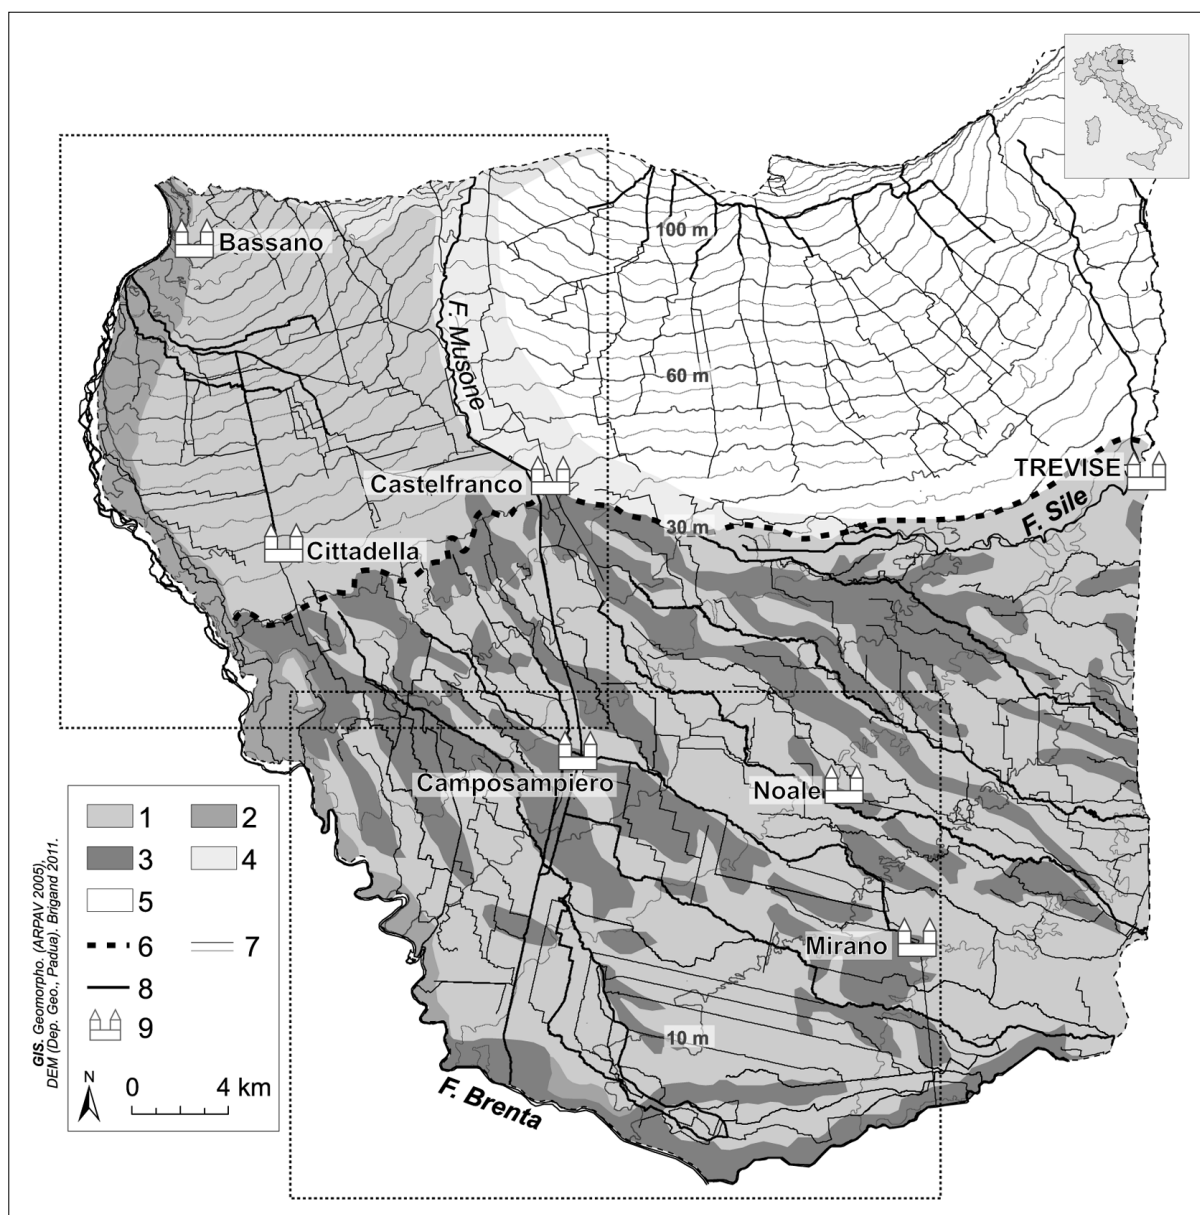 Bassano
100 m
F. Musone
60 m
Castelfranco
TREVISE
F. Sile
30 m
Cittadella
Camposampiero
Noale
Mirano
10 m
F. Brenta
1 2
3 4
5
6 7
8
9
N
0 4 km
GIS. Geomorpho. (ARPAV 2005),
DEM (Dep. Geo., Padua). Brigand 2011.